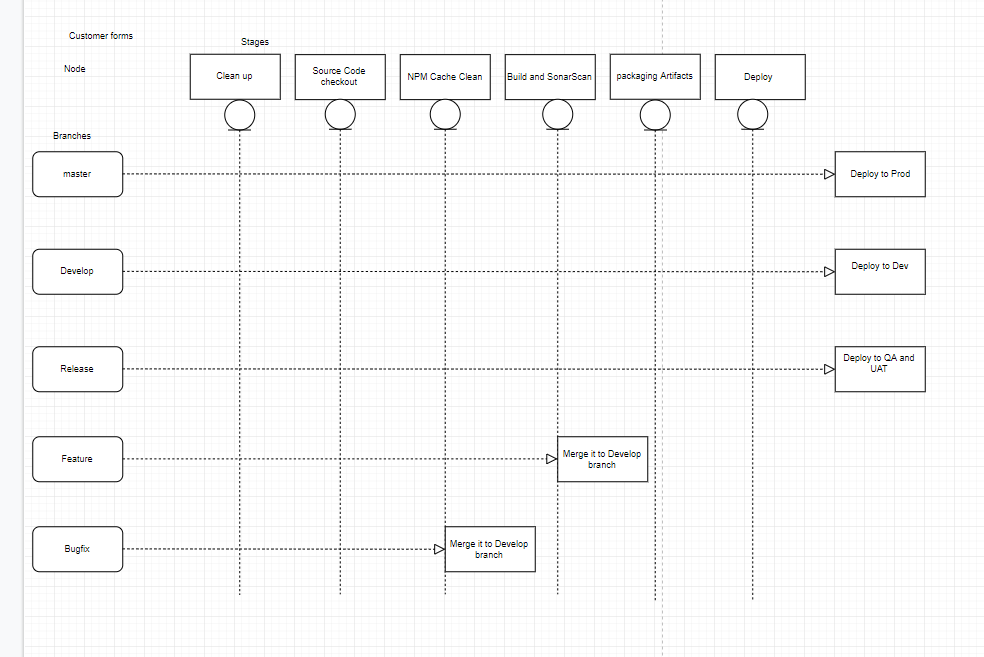 Customer forms
Stages
Node
Clean up
Source Code
checkout
NPM Cache Clean
Build and SonarScan
packaging Artifacts
Deploy
Branches
master
Deploy to Prod
Develop
Deploy to Dev
Release
Deploy to QA and
UAT
Feature
Merge it to Develop
branch
Bugfix
Merge it to Develop
branch